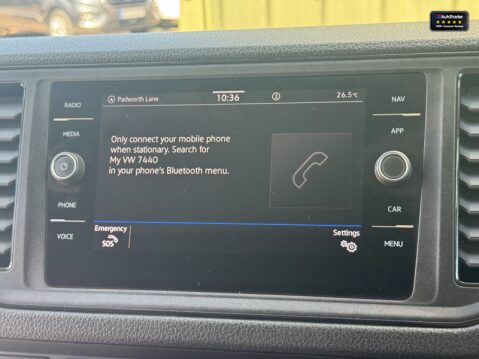 AutoTrader
RADIO
MEDIA
PHONE
VOICE
Padworth Lane
10:36
2
26.5°C
Only connect your mobile phone
when stationary. Search for
My VW 7440
in your phone's Bluetooth menu.
Emergency
SOS
Settings
NAV
APP
CAR
MENU